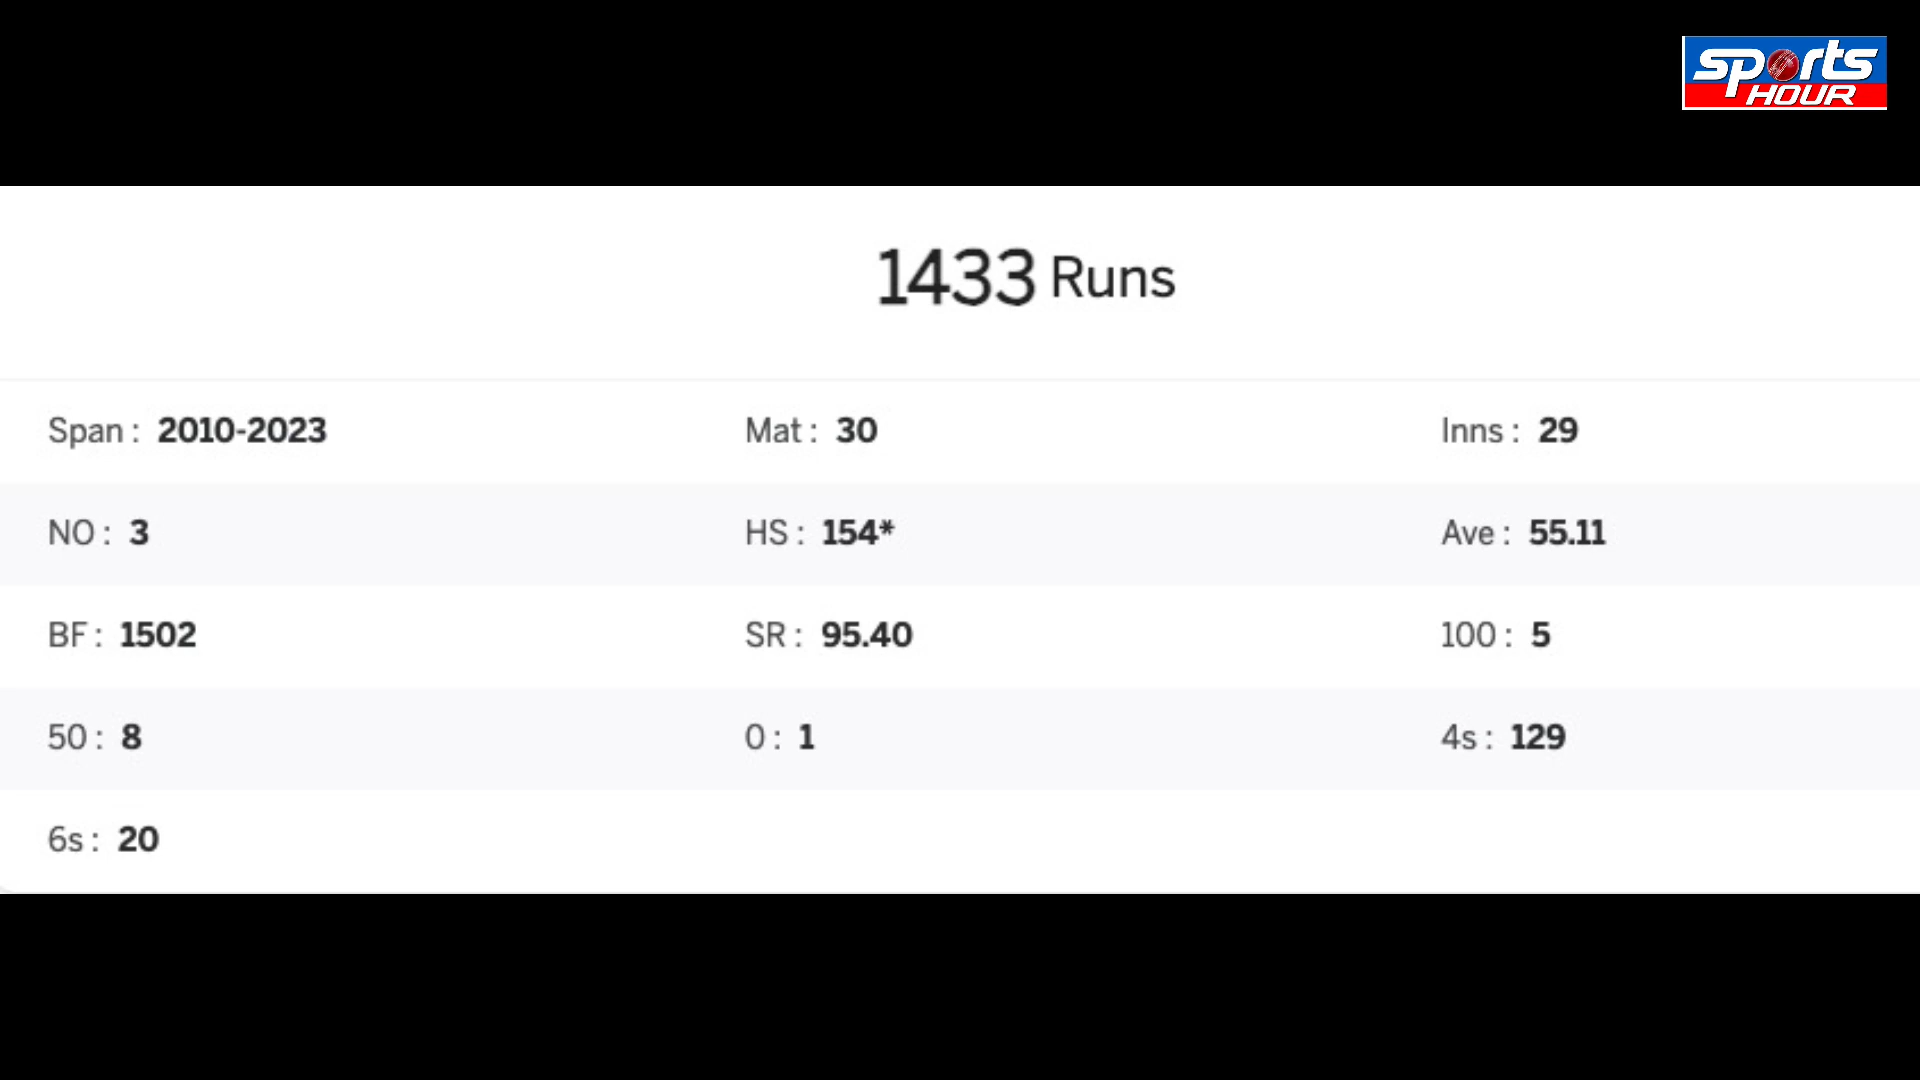 sports
HOUR
1433 Runs
Span : 2010-2023 Mat : 30 Inns : 29
NO : 3 HS : 154* Ave : 55.11
BF : 1502 SR : 95.40 100 : 5
50 : 8 0 : 1 4s : 129
6s : 20